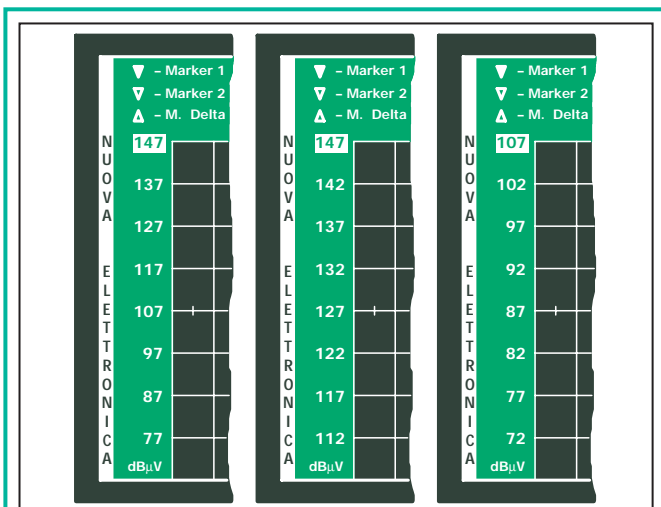 NUOVA ELETTRONICA
▼ – Marker 1
▽ – Marker 2
△ – M. Delta
147
137
127
117
107
97
87
77
dBµV
NUOVA ELETTRONICA
▼ – Marker 1
▽ – Marker 2
△ – M. Delta
147
142
137
132
127
122
117
112
dBµV
NUOVA ELETTRONICA
▼ – Marker 1
▽ – Marker 2
△ – M. Delta
107
102
97
92
87
82
77
72
dBµV